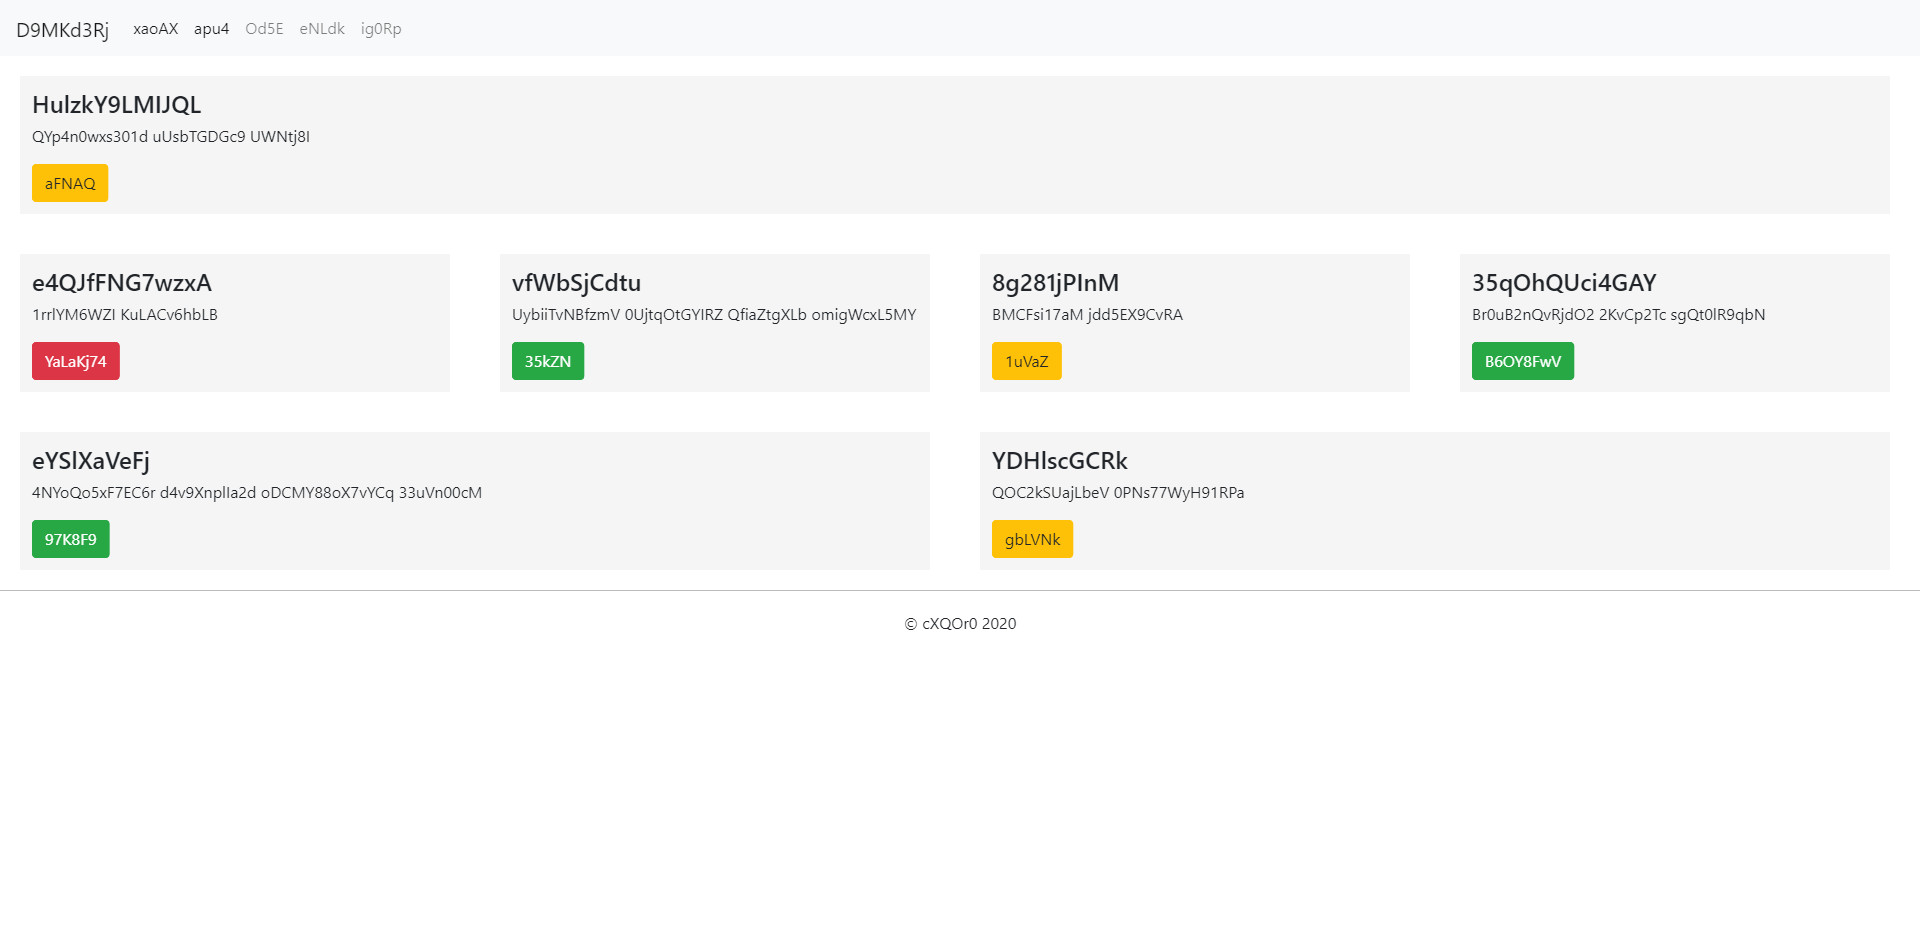 D9MKd3Rj xaoAX apu4 Od5E eNLdk ig0Rp
HulzkY9LMIJQL
QYp4n0wxs301d uUsbTGDGc9 UWNtj8I
aFNAQ
e4QJfFNG7wzxA
1rrlYM6WZI KuLACv6hbLB
YaLaKj74
vfWbSjCdtu
UybiiTvNBfzmV 0UjtqOtGYIRZ QfiaZtgXLb omigWcxL5MY
35kZN
8g281jPInM
BMCFsi17aM jdd5EX9CvRA
1uVaZ
35qOhQUci4GAY
Br0uB2nQvRjdO2 2KvCp2Tc sgQt0lR9qbN
B6OY8FwV
eYSlXaVeFj
4NYoQo5xF7EC6r d4v9XnplIa2d oDCMY88oX7vYCq 33uVn00cM
97K8F9
YDHlscGCRk
QOC2kSUajLbeV 0PNs77WyH91RPa
gbLVNk
© cXQOr0 2020